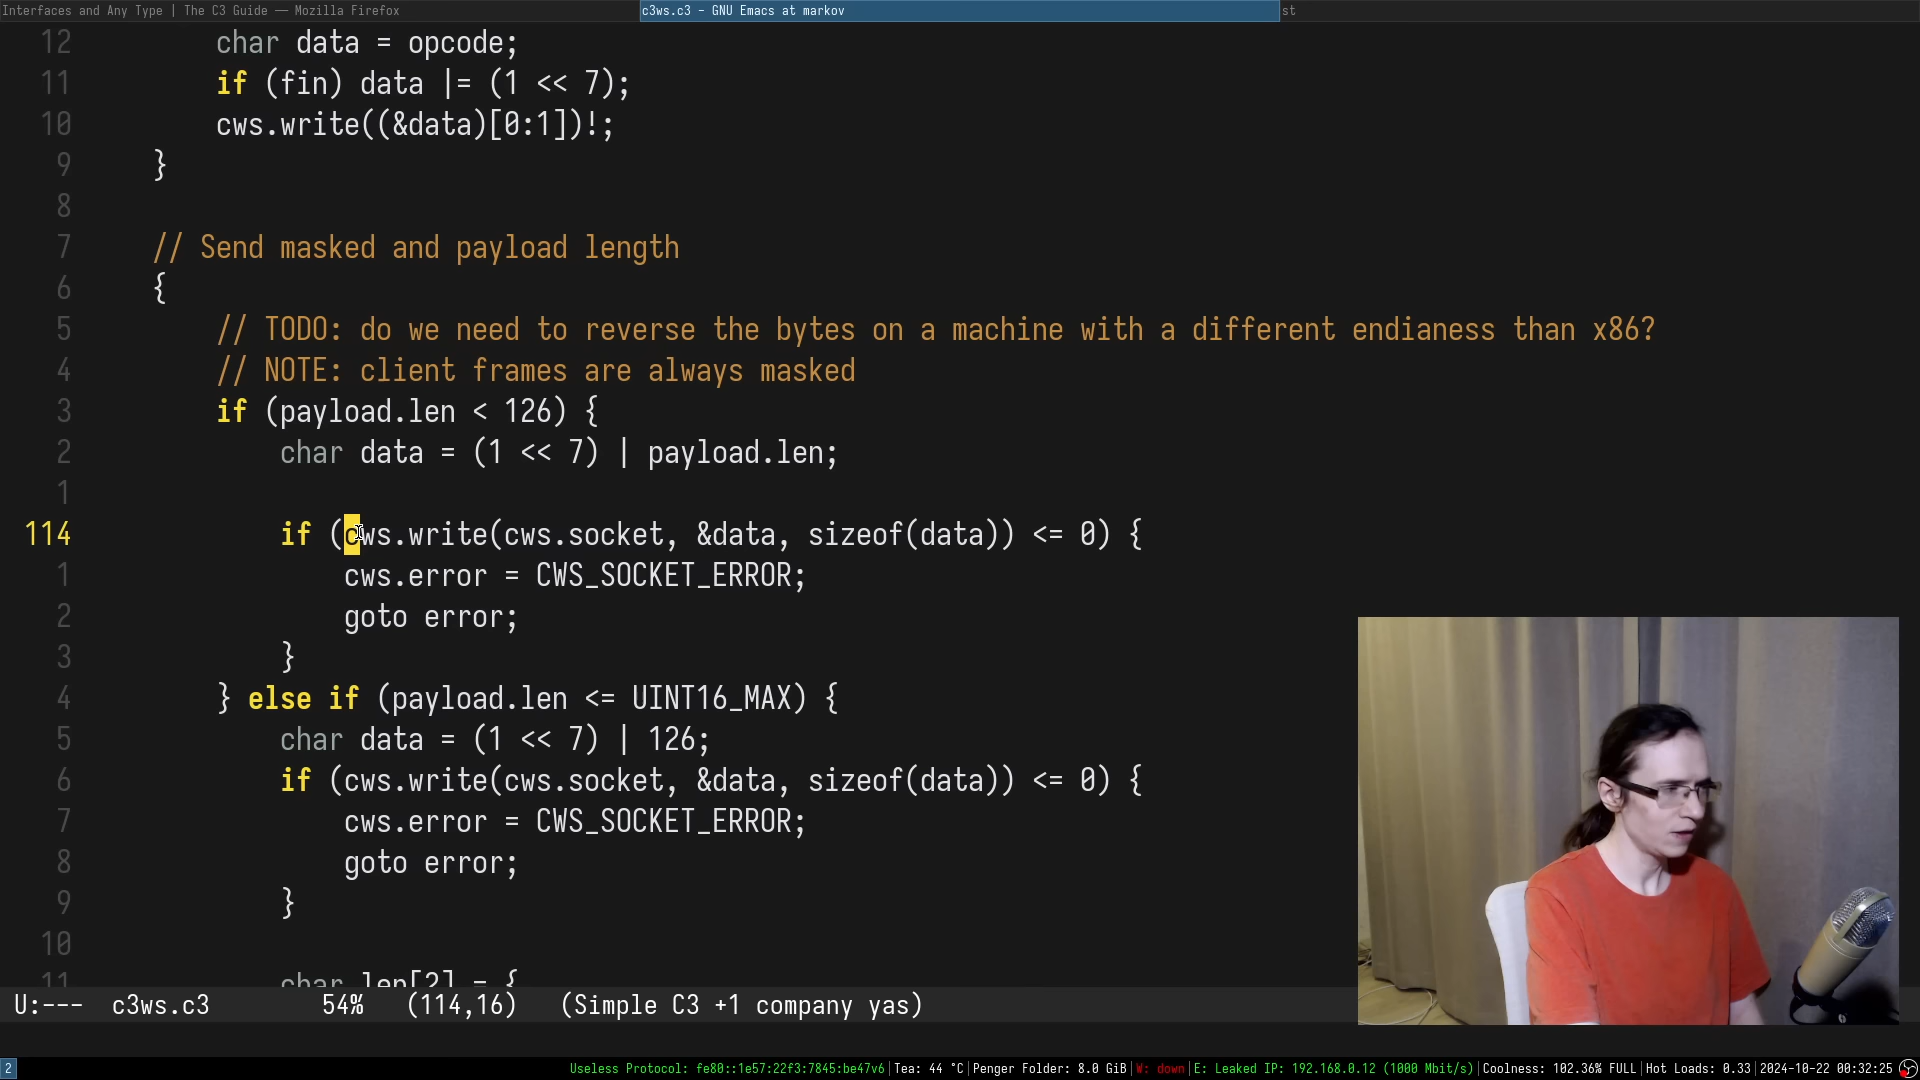 Interfaces and Any Type | The C3 Guide — Mozilla Firefox
c3ws.c3 - GNU Emacs at markov
st
12 char data = opcode;
11 if (fin) data |= (1 << 7);
10 cws.write((&data)[0:1])!;
9 }
8
7 // Send masked and payload length
6 {
5 // TODO: do we need to reverse the bytes on a machine with a different endianess than x86?
4 // NOTE: client frames are always masked
3 if (payload.len < 126) {
2 char data = (1 << 7) | payload.len;
1
114 if (cws.write(cws.socket, &data, sizeof(data)) <= 0) {
1 cws.error = CWS_SOCKET_ERROR;
2 goto error;
3 }
4 } else if (payload.len <= UINT16_MAX) {
5 char data = (1 << 7) | 126;
6 if (cws.write(cws.socket, &data, sizeof(data)) <= 0) {
7 cws.error = CWS_SOCKET_ERROR;
8 goto error;
9 }
10
11 char len[2] = {
U:--- c3ws.c3 54% (114,16) (Simple C3 +1 company yas)
2 Useless Protocol: fe80::1e57:22f3:7845:be47v6|Tea: 44 °C|Penger Folder: 8.0 GiB|W: down|E: Leaked IP: 192.168.0.12 (1000 Mbit/s)|Coolness: 102.36% FULL|Hot Loads: 0.33|2024-10-22 00:32:25